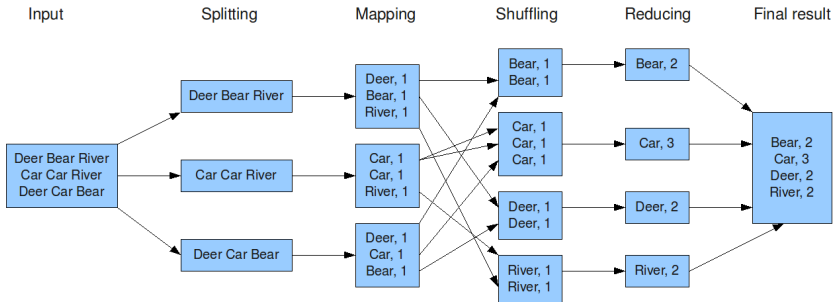 Input
Splitting
Mapping
Shuffling
Reducing
Final result
Deer Bear River
Car Car River
Deer Car Bear
Deer Bear River
Car Car River
Deer Car Bear
Deer, 1
Bear, 1
River, 1
Car, 1
Car, 1
River, 1
Deer, 1
Car, 1
Bear, 1
Bear, 1
Bear, 1
Car, 1
Car, 1
Car, 1
Deer, 1
Deer, 1
River, 1
River, 1
Bear, 2
Car, 3
Deer, 2
River, 2
Bear, 2
Car, 3
Deer, 2
River, 2